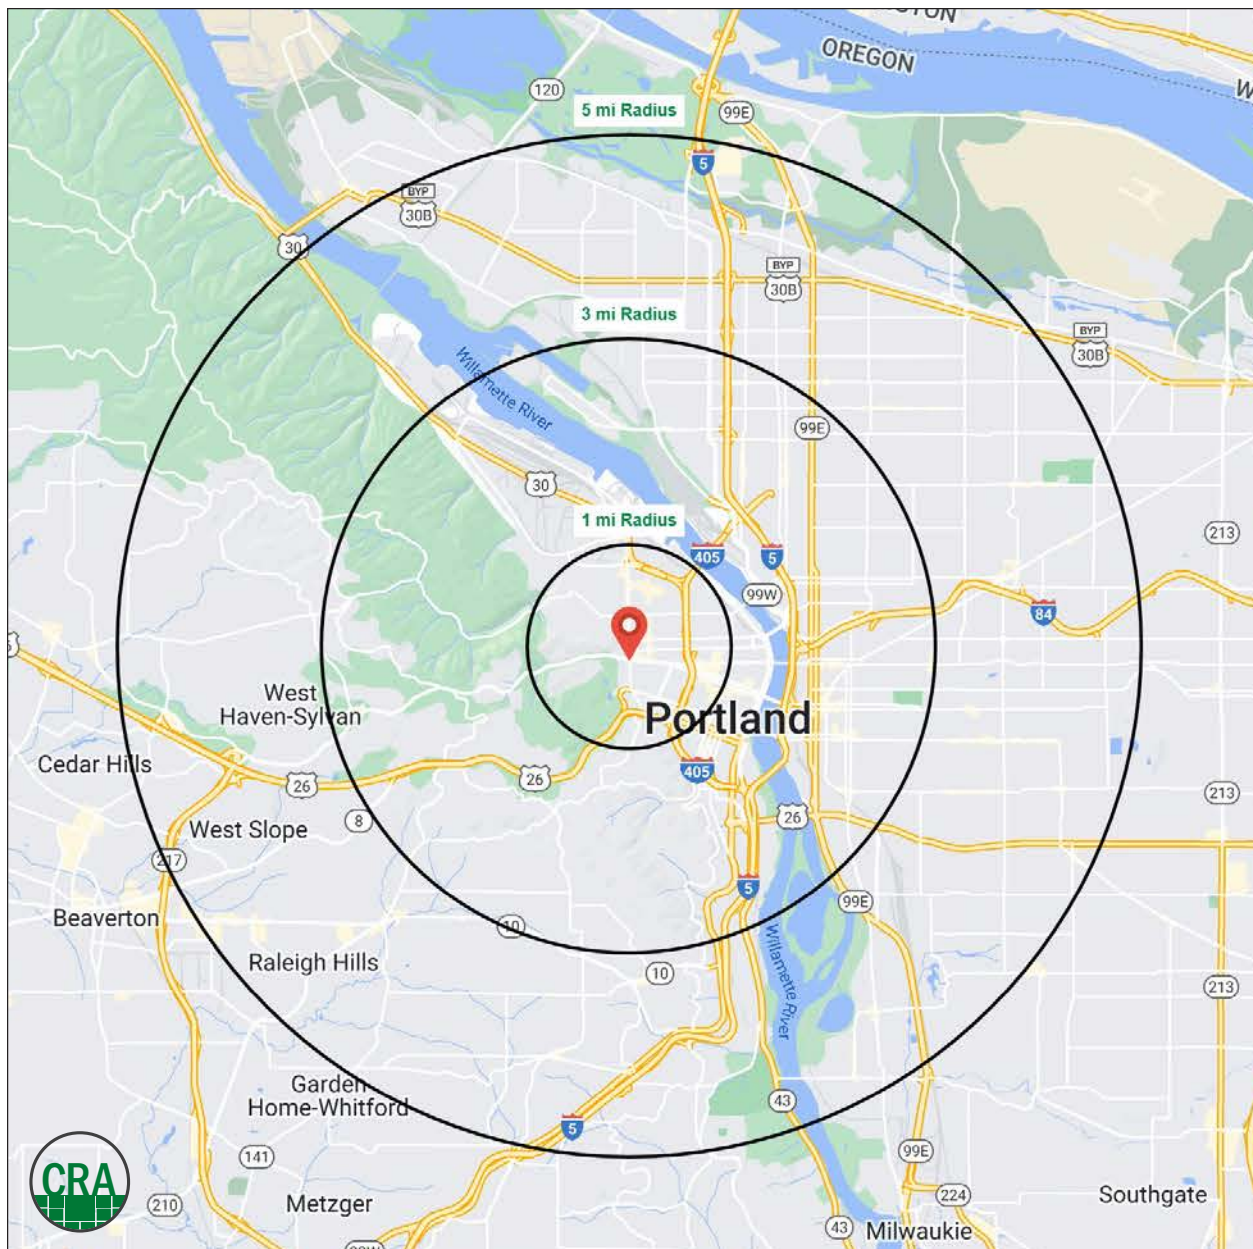 TON
OREGON
W
120
99E
5 mi Radius
5
BYP
30B
30
BYP
30B
3 mi Radius
BYP
30B
Willamette River
99E
30
1 mi Radius
213
405
5
99W
84
West
Haven-Sylvan
Portland
Cedar Hills
26
26
405
213
8
26
West Slope
217
5
99E
Beaverton
10
Willamette River
Raleigh Hills
10
213
Garden
Home-Whitford
43
5
99E
141
CRA
224
Southgate
210
Metzger
43
Milwaukie